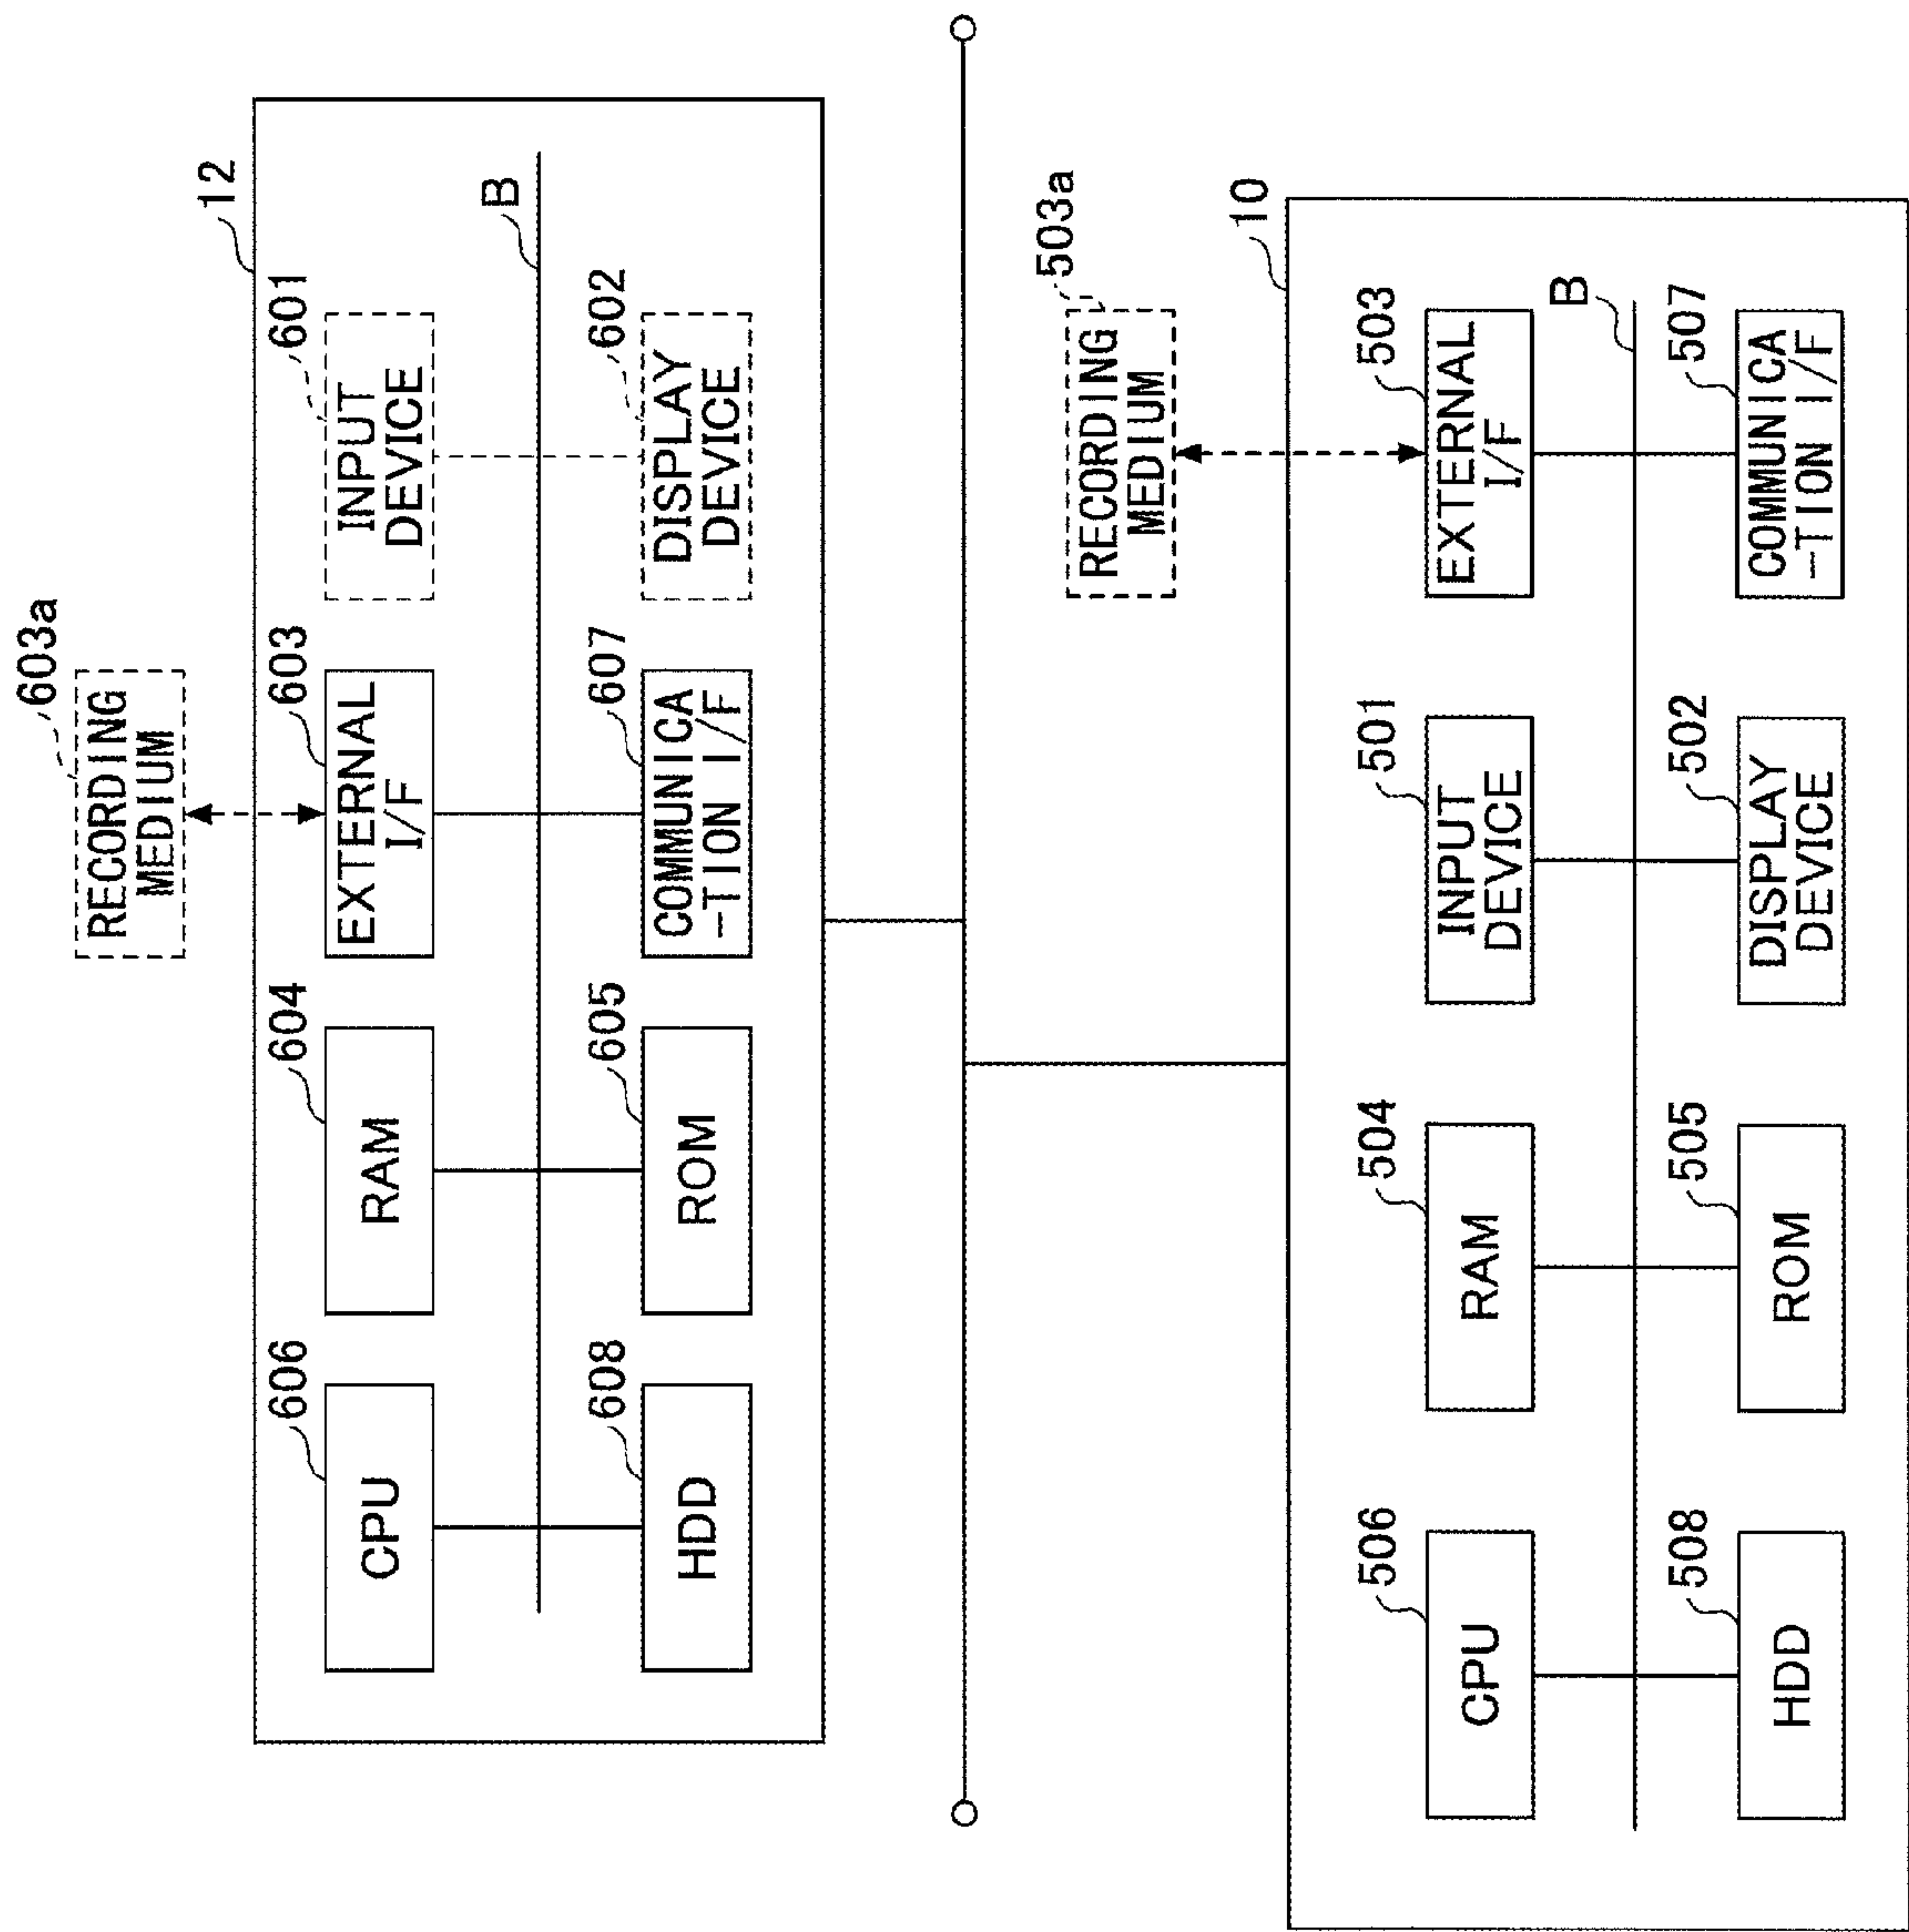 603a
RECORDING
MEDIUM
12
606
CPU
604
RAM
603
EXTERNAL
I/F
601
INPUT
DEVICE
B
608
HDD
605
ROM
607
COMMUNICA
-TION I/F
602
DISPLAY
DEVICE
503a
RECORDING
MEDIUM
10
506
CPU
504
RAM
501
INPUT
DEVICE
503
EXTERNAL
I/F
B
508
HDD
505
ROM
502
DISPLAY
DEVICE
507
COMMUNICA
-TION I/F